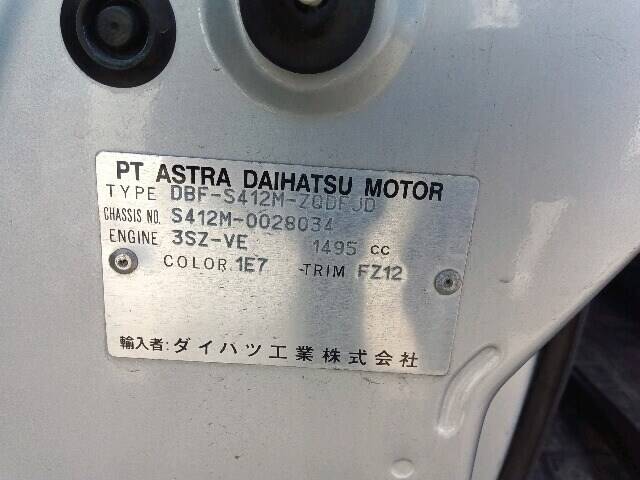 PT ASTRA DAIHATSU MOTOR
TYPE DBF-S412M-ZQDFJD
CHASSIS NO. S412M-0028034
ENGINE 3SZ-VE 1495 cc
COLOR 1E7 -TRIM FZ12
輸入者: ダイハツ工業株式会社